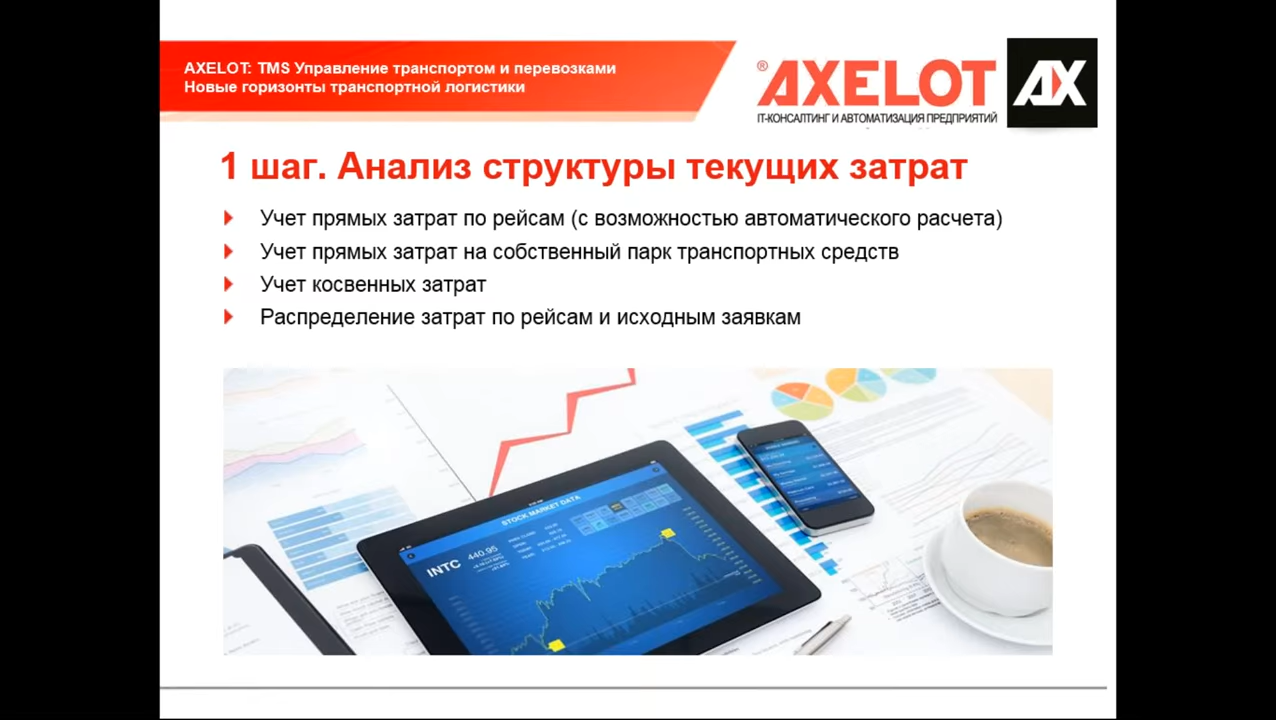 AXELOT: TMS Управление транспортом и перевозками
Новые горизонты транспортной логистики
®AXELOT AX
IT-КОНСАЛТИНГ И АВТОМАТИЗАЦИЯ ПРЕДПРИЯТИЙ
1 шаг. Анализ структуры текущих затрат
Учет прямых затрат по рейсам (с возможностью автоматического расчета)
Учет прямых затрат на собственный парк транспортных средств
Учет косвенных затрат
Распределение затрат по рейсам и исходным заявкам
STOCK MARKET DATA
INTC 440.95